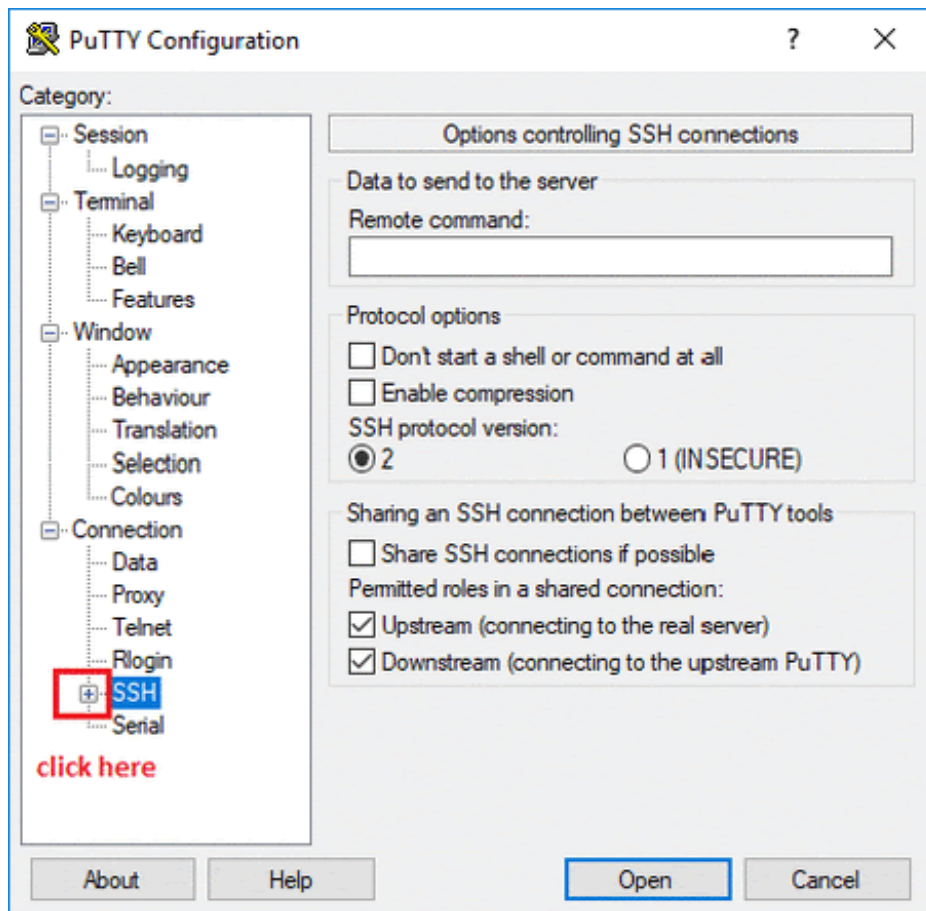 PuTTY Configuration
?
Category:
Session
Logging
Terminal
Keyboard
Bell
Features
Window
Appearance
Behaviour
Translation
Selection
Colours
Connection
Data
Proxy
Telnet
Rlogin
SSH
Serial
click here
Options controlling SSH connections
Data to send to the server
Remote command:
Protocol options
Don't start a shell or command at all
Enable compression
SSH protocol version:
2 1 (INSECURE)
Sharing an SSH connection between PuTTY tools
Share SSH connections if possible
Permitted roles in a shared connection:
Upstream (connecting to the real server)
Downstream (connecting to the upstream PuTTY)
About Help Open Cancel